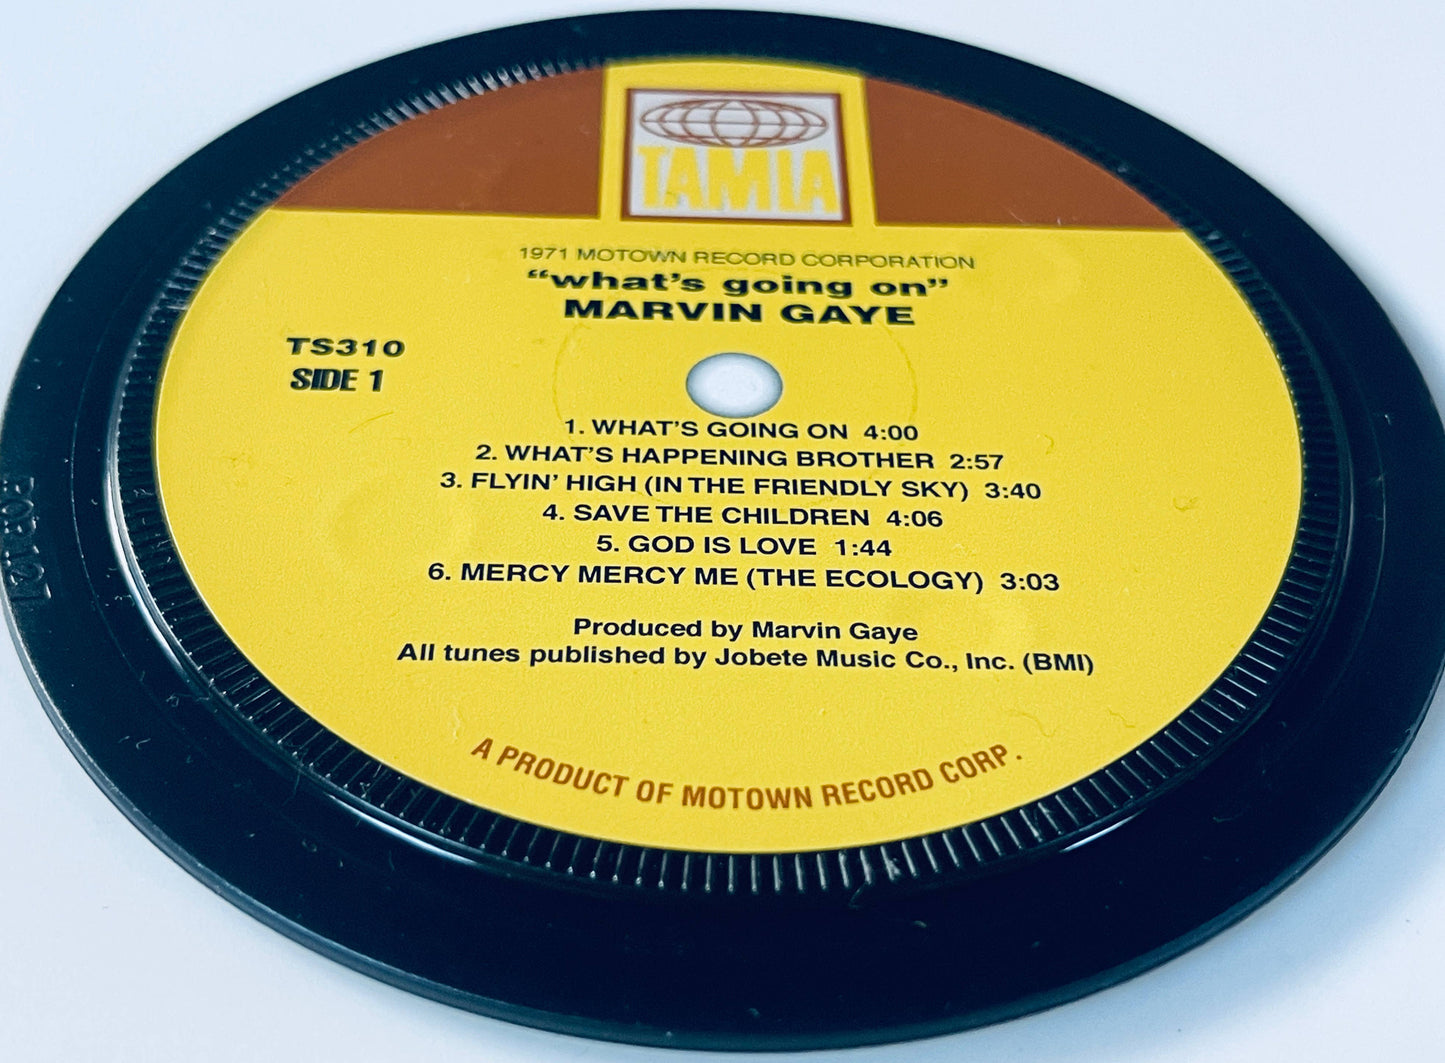 TAMLA
1971 MOTOWN RECORD CORPORATION
“what’s going on”
MARVIN GAYE
TS310
SIDE 1
1. WHAT’S GOING ON 4:00
2. WHAT’S HAPPENING BROTHER 2:57
3. FLYIN’ HIGH (IN THE FRIENDLY SKY) 3:40
4. SAVE THE CHILDREN 4:06
5. GOD IS LOVE 1:44
6. MERCY MERCY ME (THE ECOLOGY) 3:03
Produced by Marvin Gaye
All tunes published by Jobete Music Co., Inc. (BMI)
A PRODUCT OF MOTOWN RECORD CORP.